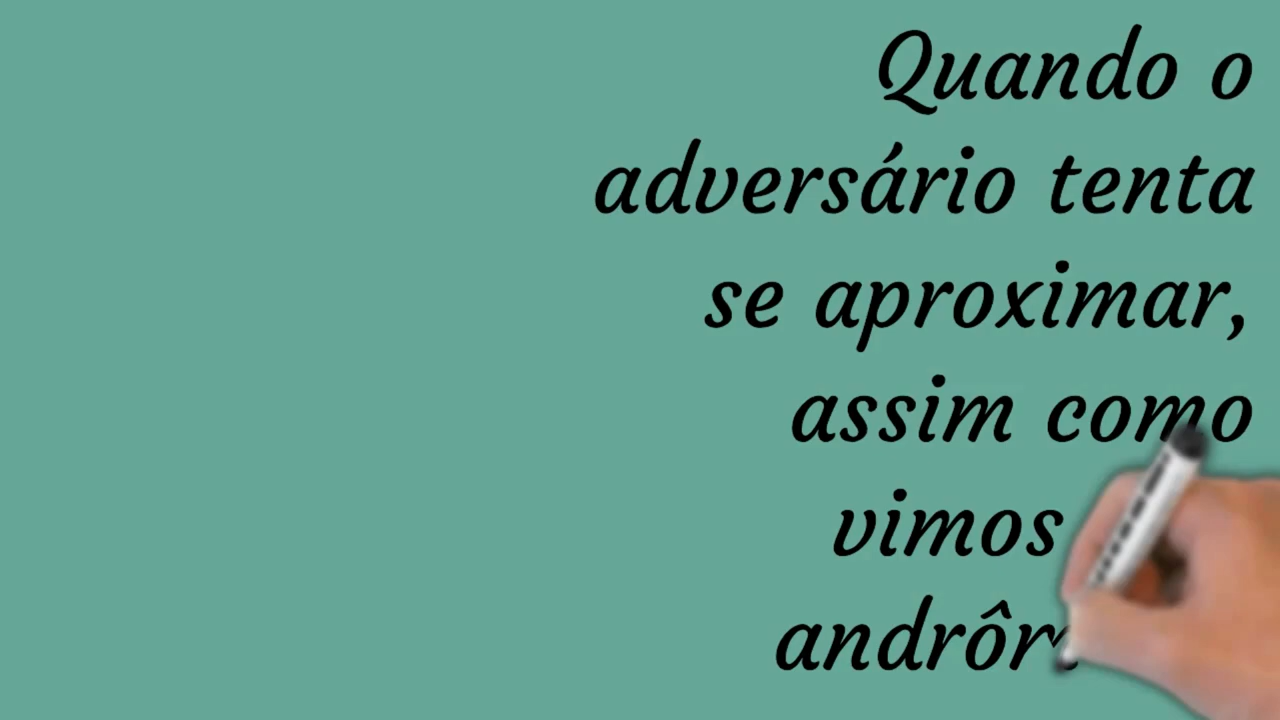 Quando o
adversário tenta
se aproximar,
assim como
vimos